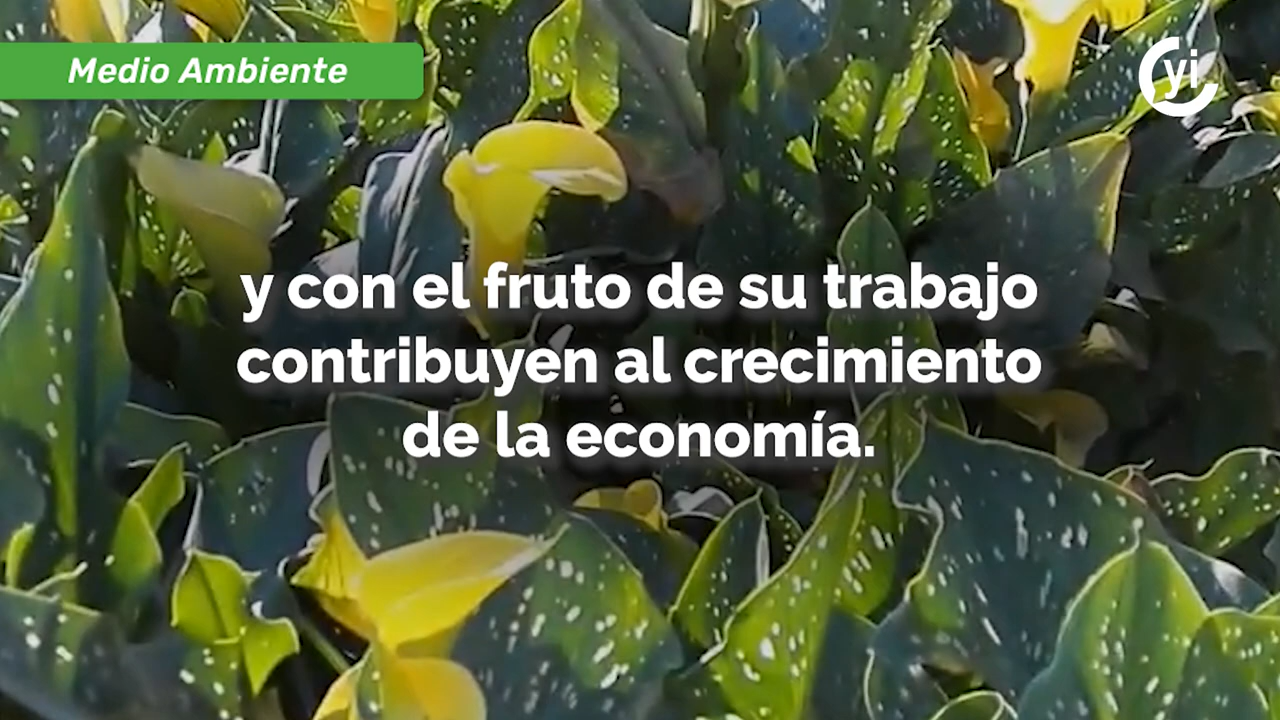 Medio Ambiente
yi
y con el fruto de su trabajo
contribuyen al crecimiento
de la economía.